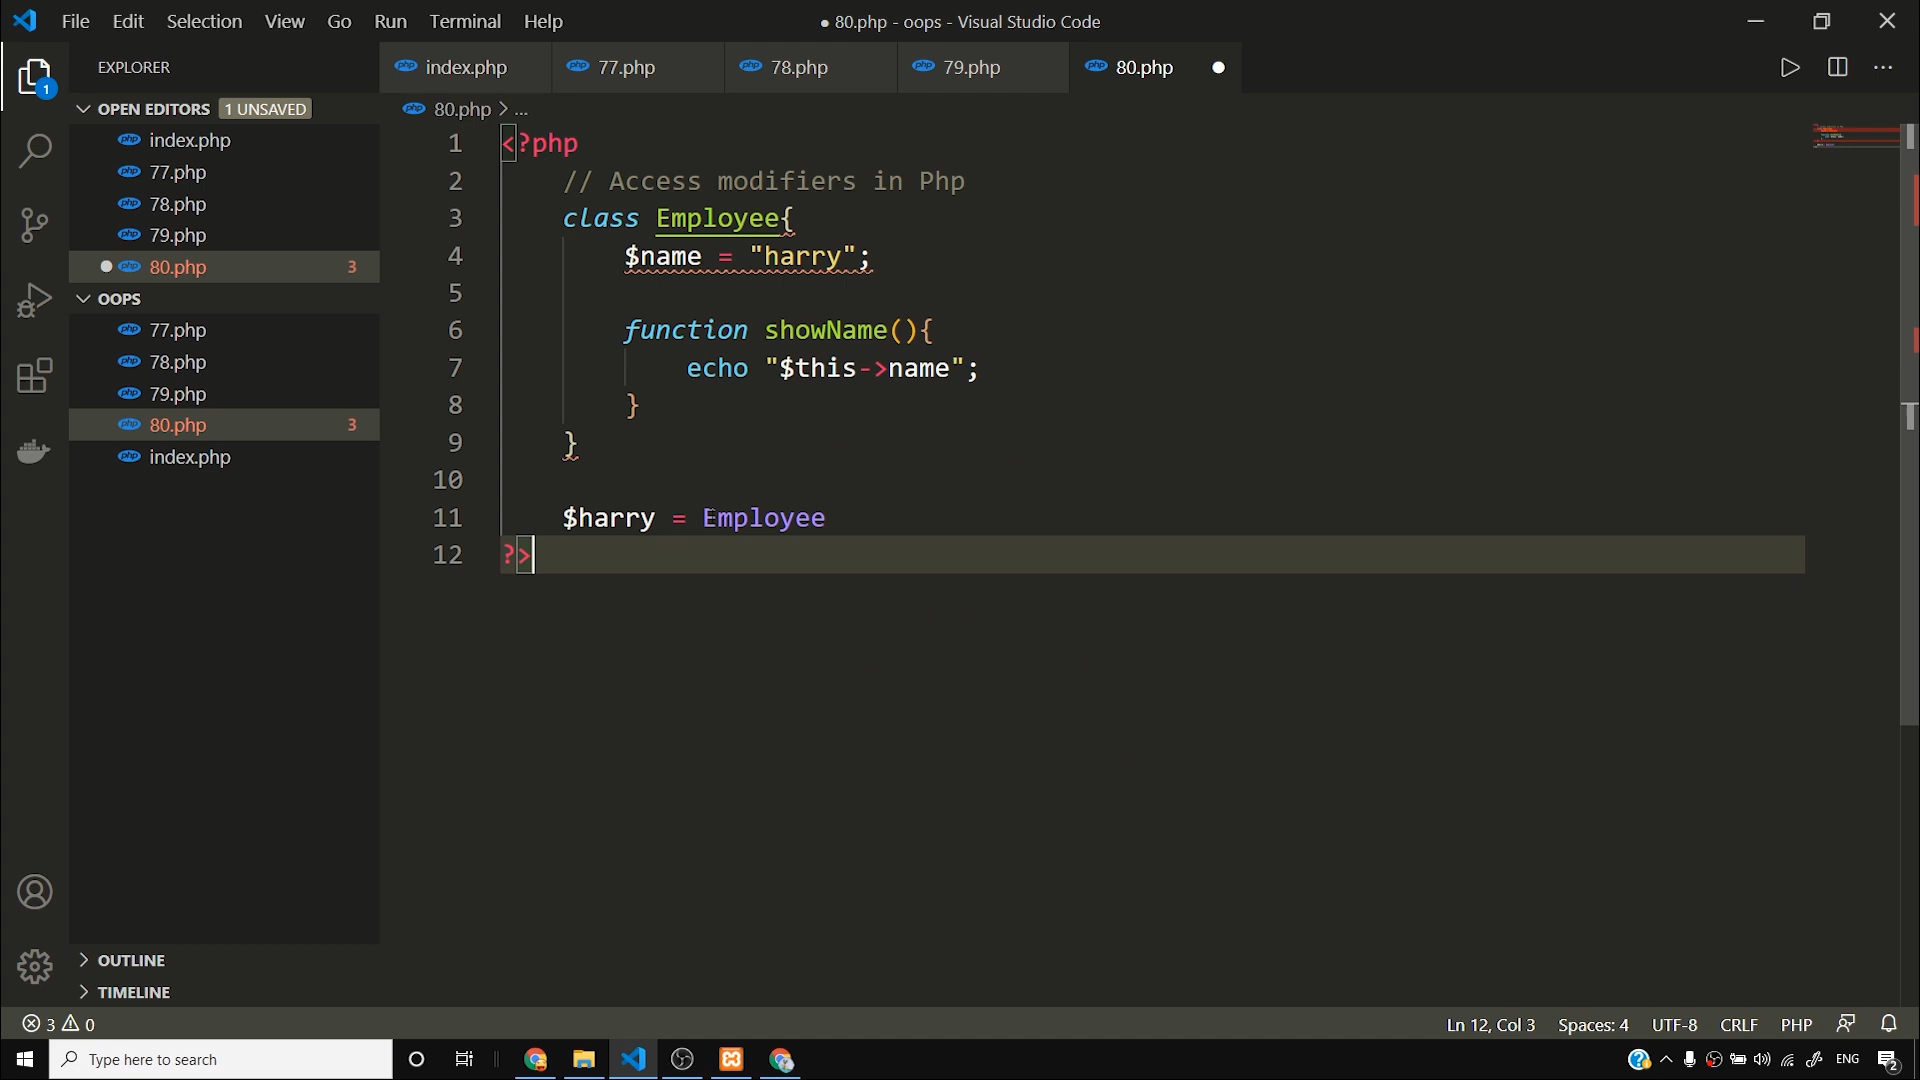 File Edit Selection View Go Run Terminal Help
● 80.php - oops - Visual Studio Code
EXPLORER
index.php 77.php 78.php 79.php 80.php
OPEN EDITORS 1 UNSAVED
index.php
77.php
78.php
79.php
80.php 3
OOPS
77.php
78.php
79.php
80.php 3
index.php
OUTLINE
TIMELINE
1
80.php > ...
1 <?php
2 // Access modifiers in Php
3 class Employee{
4 $name = "harry";
5
6 function showName(){
7 echo "$this->name";
8 }
9 }
10
11 $harry = Employee
12 ?>
3 0
Ln 12, Col 3 Spaces: 4 UTF-8 CRLF PHP
Type here to search
ENG
2